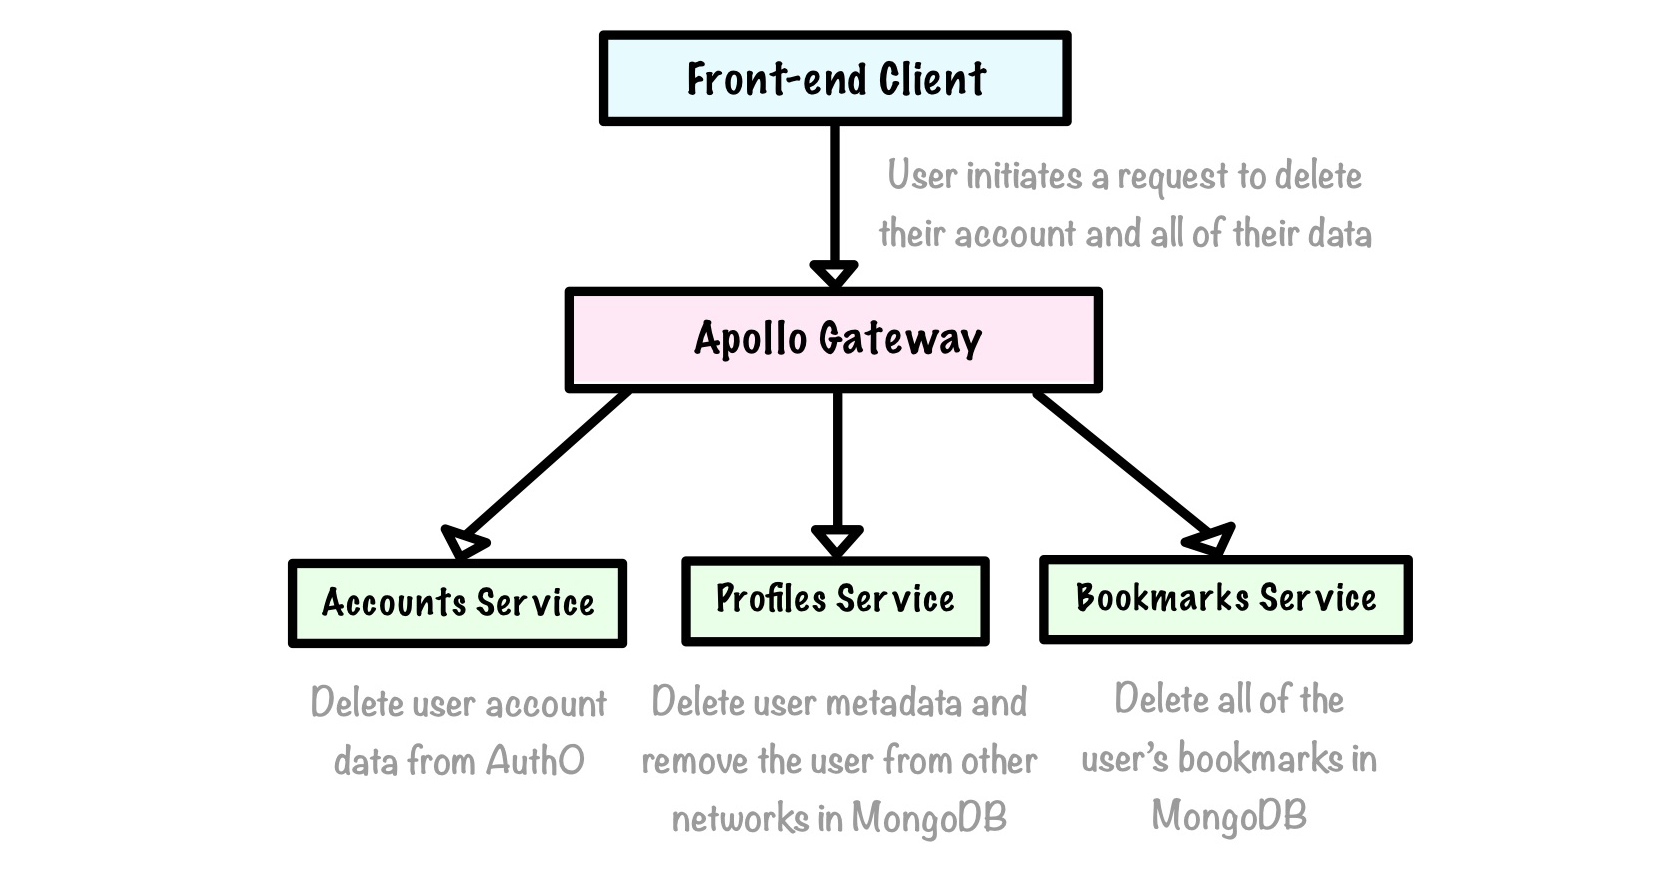 Front-end Client
User initiates a request to delete
their account and all of their data
Apollo Gateway
Accounts Service
Profiles Service
Bookmarks Service
Delete user account
data from Auth0
Delete user metadata and
remove the user from other
networks in MongoDB
Delete all of the
user's bookmarks in
MongoDB